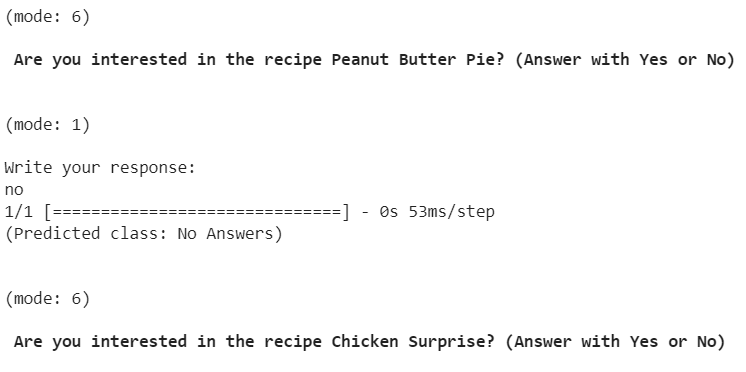 (mode: 6)
Are you interested in the recipe Peanut Butter Pie? (Answer with Yes or No)
(mode: 1)
Write your response:
no
1/1 [==============================] - 0s 53ms/step
(Predicted class: No Answers)
(mode: 6)
Are you interested in the recipe Chicken Surprise? (Answer with Yes or No)